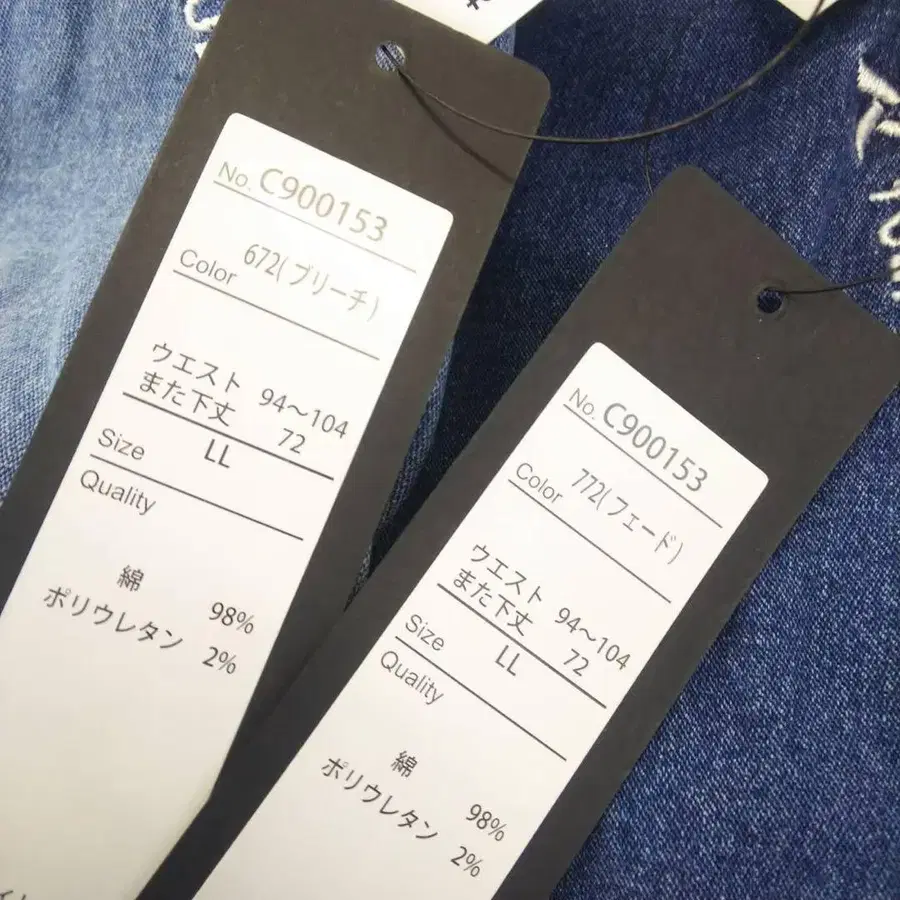 No. C900153
Color 672(ブリーチ)
ウエスト 94〜104
また下丈 72
Size LL
Quality
綿 98%
ポリウレタン 2%
No. C900153
Color 772(フェード)
ウエスト 94〜104
また下丈 72
Size LL
Quality
綿 98%
ポリウレタン 2%